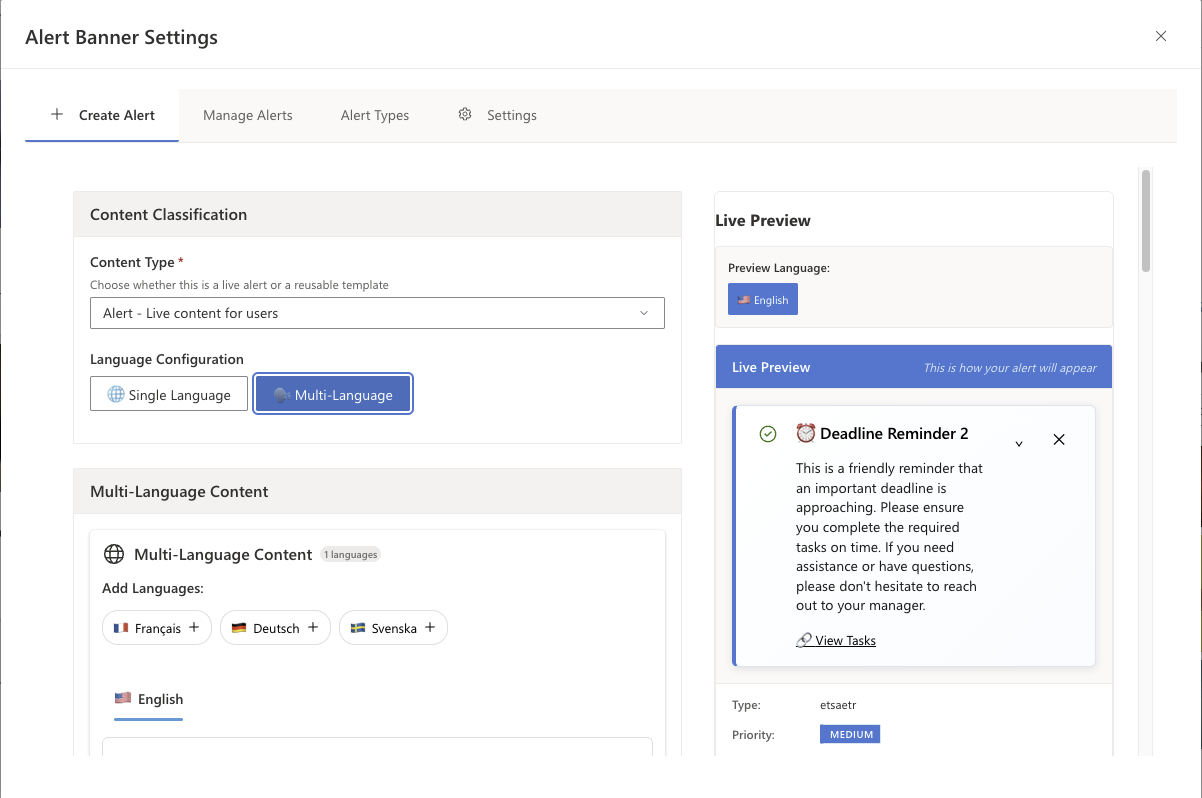 Alert Banner Settings
Create Alert
Manage Alerts
Alert Types
Settings
Content Classification
Content Type *
Choose whether this is a live alert or a reusable template
Alert - Live content for users
Language Configuration
Single Language
Multi-Language
Multi-Language Content
Multi-Language Content
1 languages
Add Languages:
Français
Deutsch
Svenska
English
Live Preview
Preview Language:
English
Live Preview
This is how your alert will appear
Deadline Reminder 2
This is a friendly reminder that
an important deadline is
approaching. Please ensure
you complete the required
tasks on time. If you need
assistance or have questions,
please don't hesitate to reach
out to your manager.
View Tasks
Type: etsaetr
Priority: MEDIUM